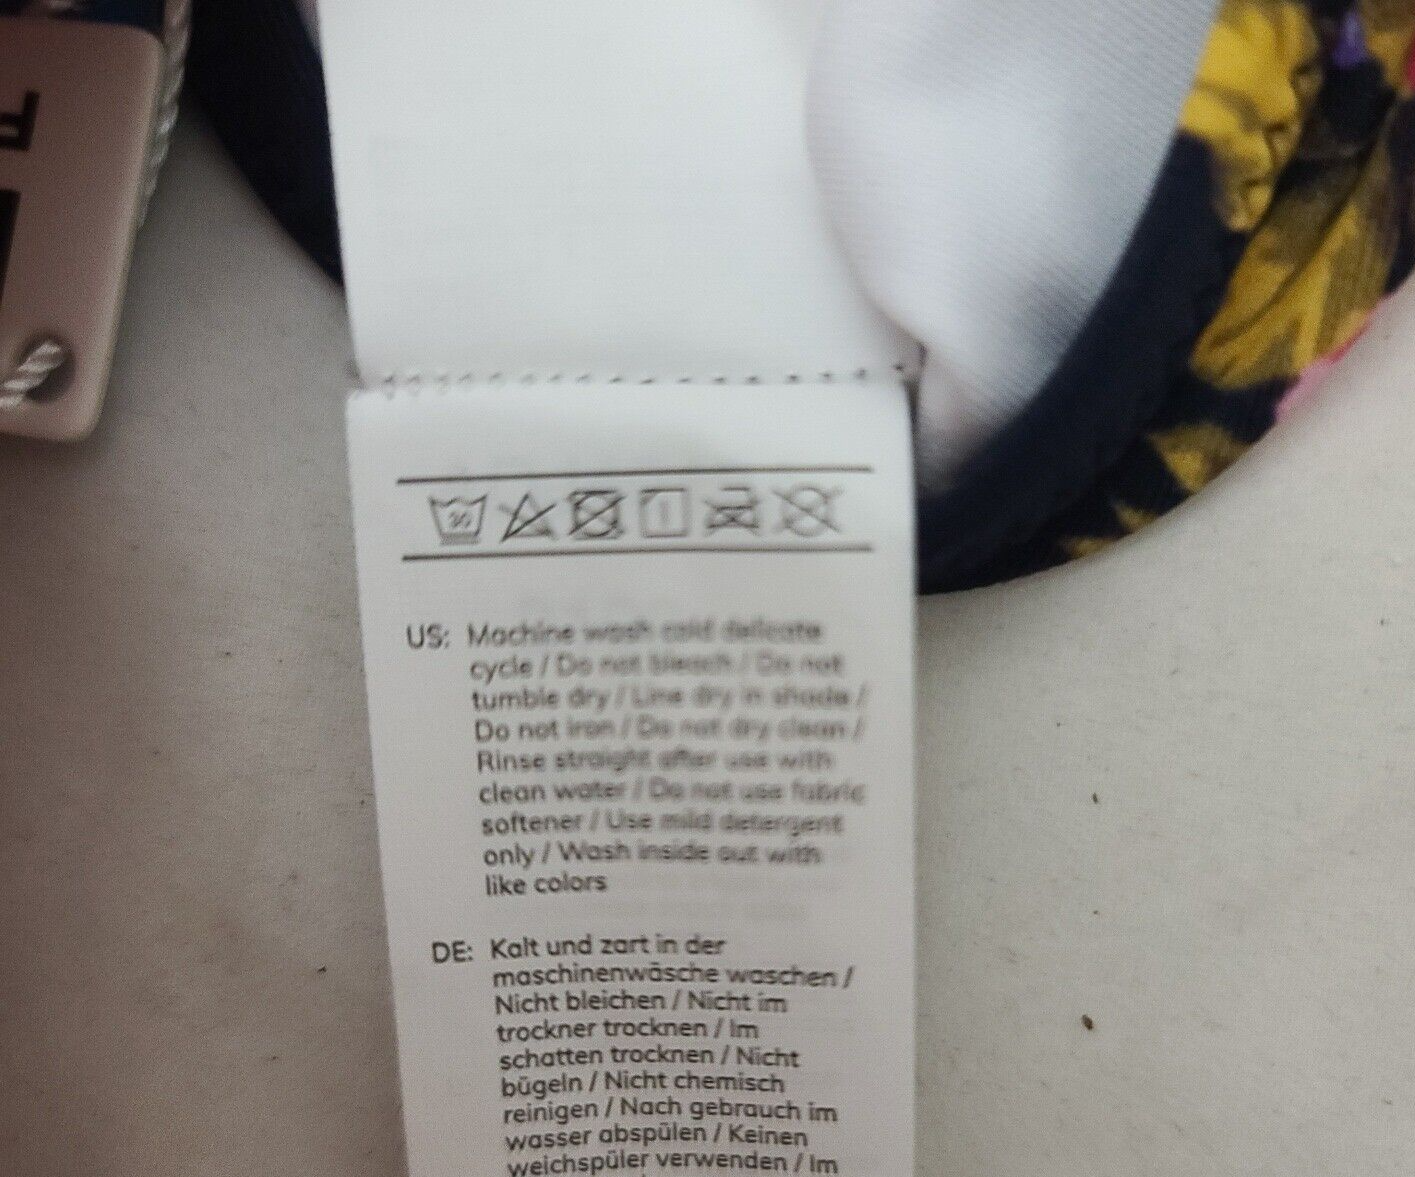 30
US: Machine wash cold delicate
cycle / Do not bleach / Do not
tumble dry / Line dry in shade /
Do not iron / Do not dry clean /
Rinse straight after use with
clean water / Do not use fabric
softener / Use mild detergent
only / Wash inside out with
like colors
DE: Kalt und zart in der
maschinenwäsche waschen /
Nicht bleichen / Nicht im
trockner trocknen / Im
schatten trocknen / Nicht
bügeln / Nicht chemisch
reinigen / Nach gebrauch im
wasser abspülen / Keinen
weichspüler verwenden / Im